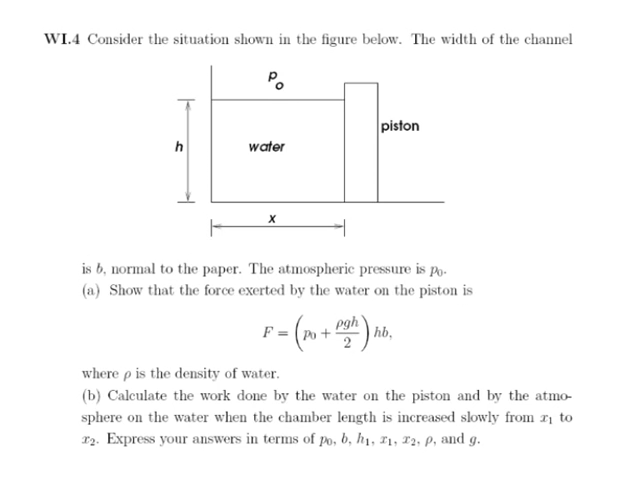 WI.4 Consider the situation shown in the figure below. The width of the channel
Po
piston
h
water
x
is b, normal to the paper. The atmospheric pressure is p₀.
(a) Show that the force exerted by the water on the piston is
F = (p₀ + ρgh/2) hb,
where ρ is the density of water.
(b) Calculate the work done by the water on the piston and by the atmo-
sphere on the water when the chamber length is increased slowly from x₁ to
x₂. Express your answers in terms of p₀, b, h₁, x₁, x₂, ρ, and g.